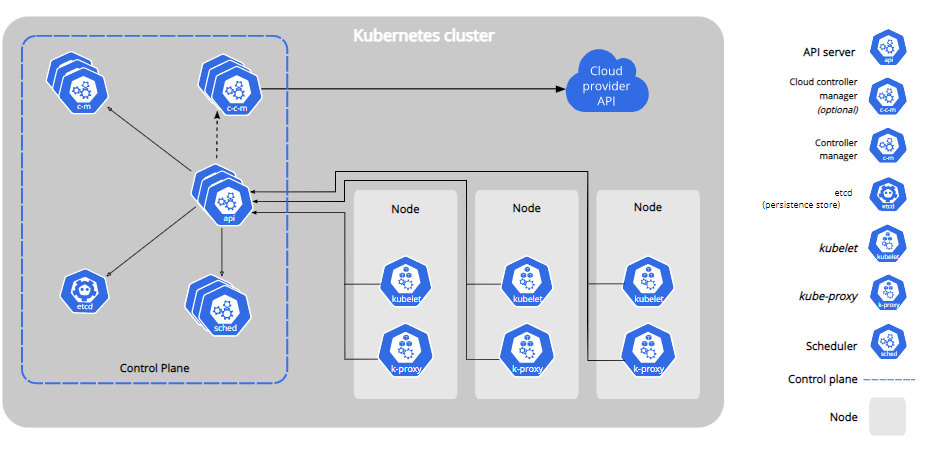 Kubernetes cluster
c-m
c-c-m
Cloud
provider
API
api
etcd
sched
Control Plane
Node
Node
Node
kubelet
kubelet
kubelet
k-proxy
k-proxy
k-proxy
API server
api
Cloud controller
manager
(optional)
c-c-m
Controller
manager
c-m
etcd
(persistence store)
etcd
kubelet
kubelet
kube-proxy
k-proxy
Scheduler
sched
Control plane
Node